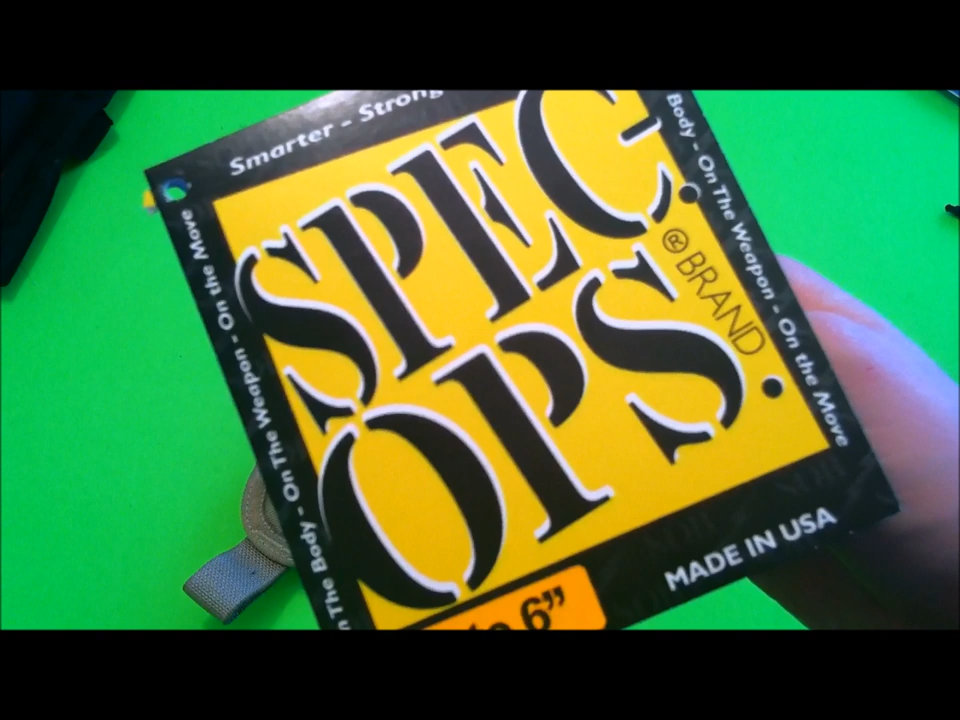 Smarter - Strong
SPEC
OPS
® BRAND
Body - On The Weapon - On the Move
The Body - On The Weapon - On the Move
6"
MADE IN USA